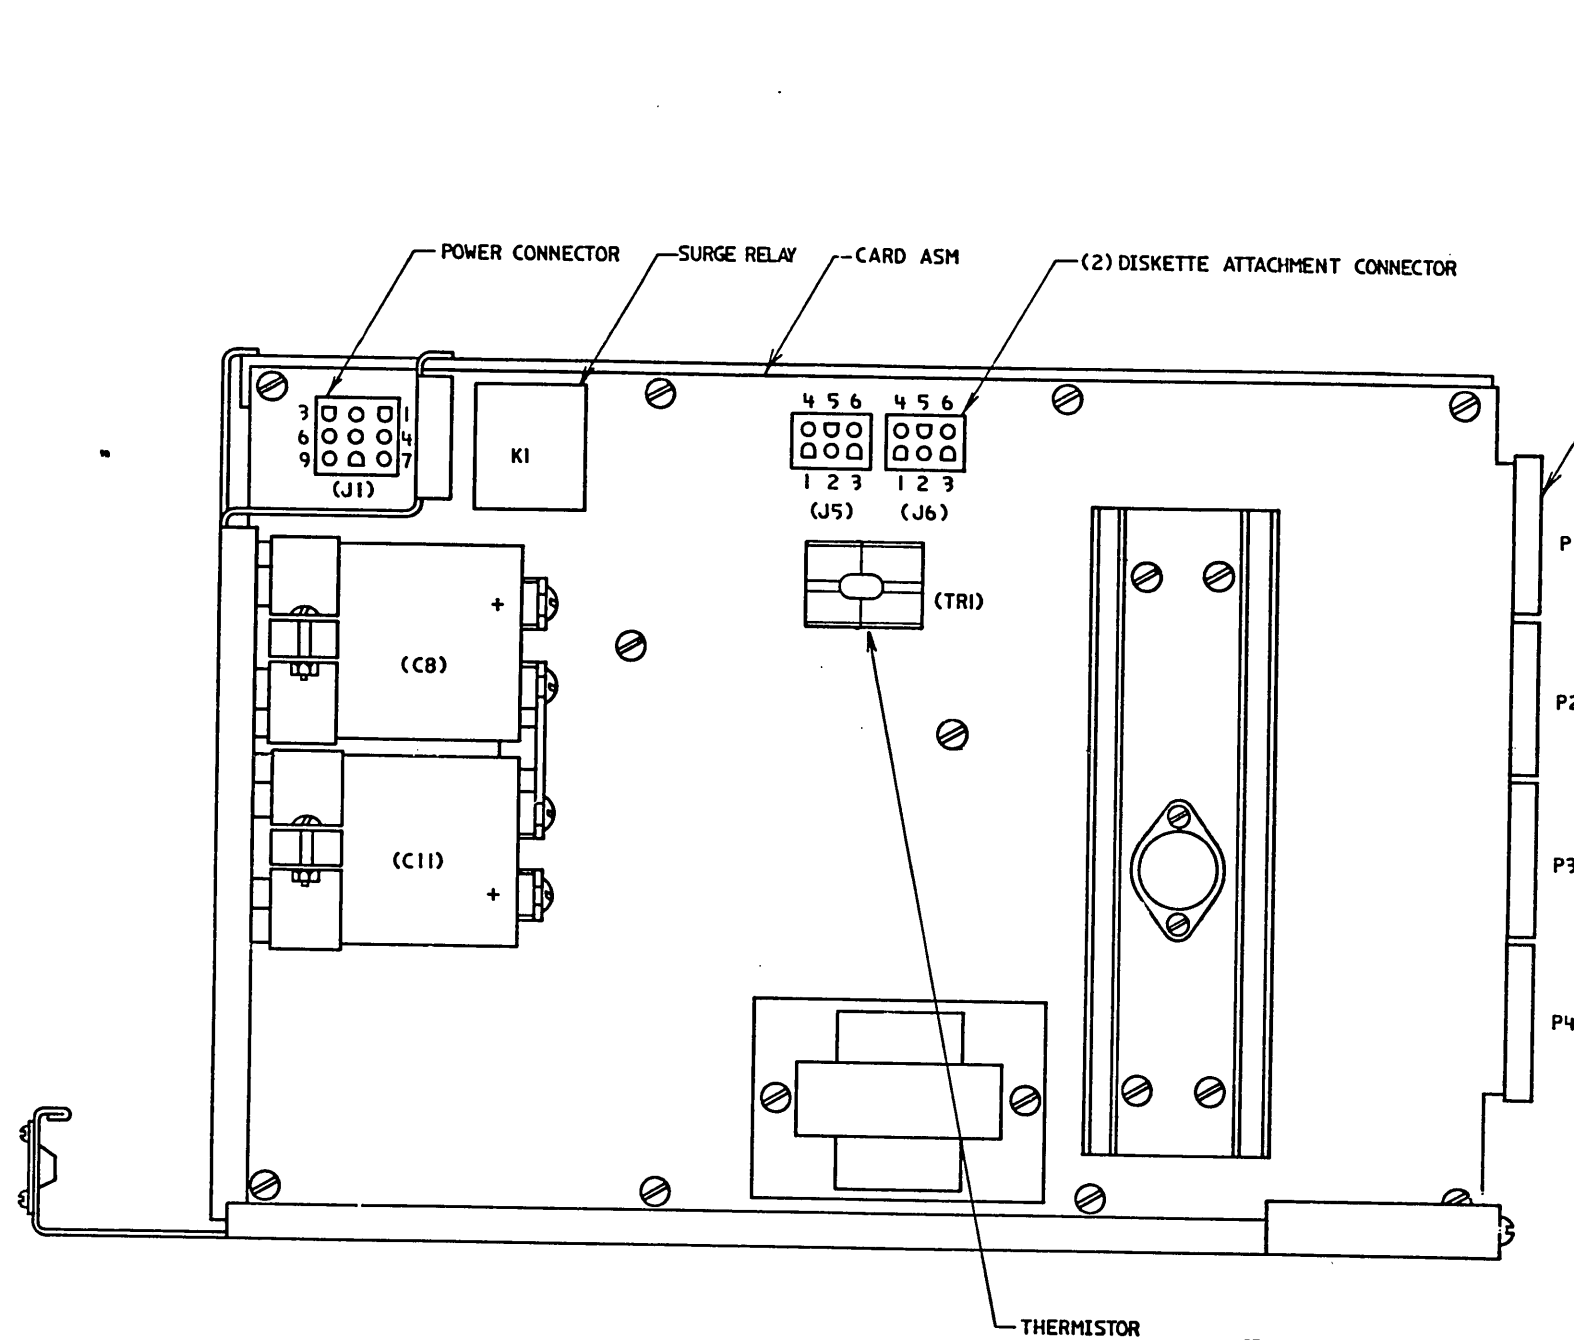 POWER CONNECTOR
SURGE RELAY
CARD ASM
(2) DISKETTE ATTACHMENT CONNECTOR
3 1
6 4
9 7
(J1)
K1
4 5 6
1 2 3
(J5)
4 5 6
1 2 3
(J6)
P
+
(C8)
(TR1)
P2
(C11)
+
P3
P4
THERMISTOR